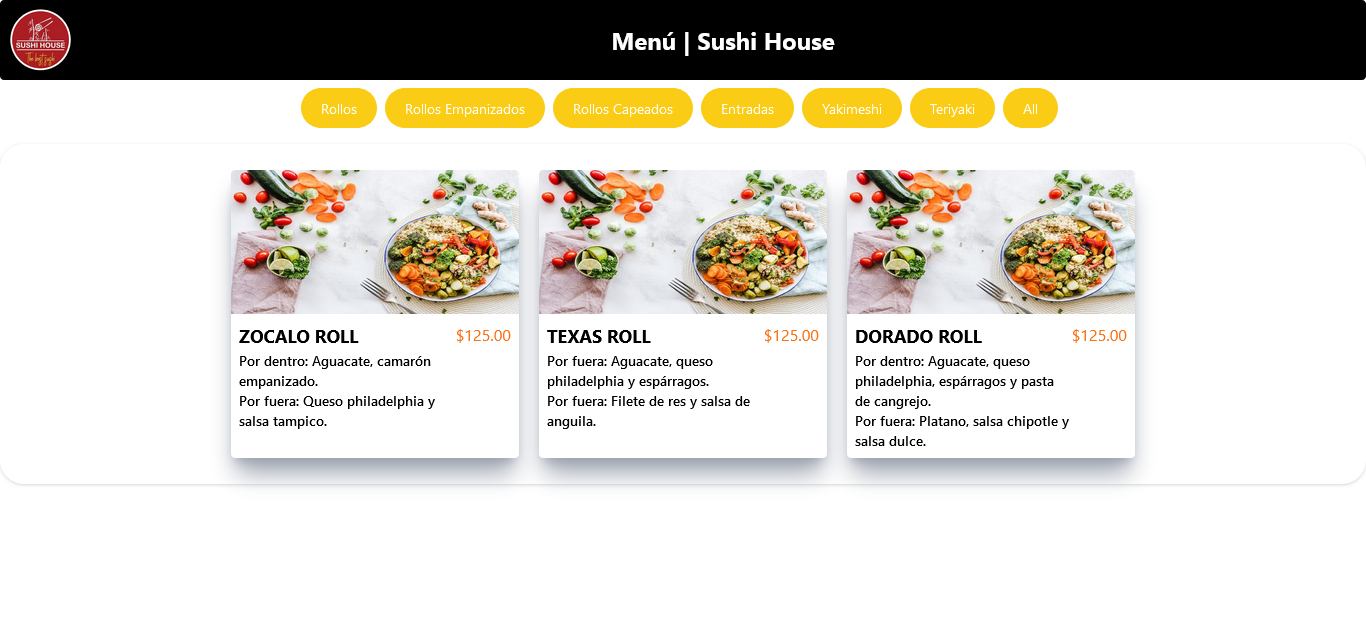 SUSHI HOUSE
The best sushi
Menú | Sushi House
Rollos
Rollos Empanizados
Rollos Capeados
Entradas
Yakimeshi
Teriyaki
All
ZOCALO ROLL
$125.00
Por dentro: Aguacate, camarón
empanizado.
Por fuera: Queso philadelphia y
salsa tampico.
TEXAS ROLL
$125.00
Por fuera: Aguacate, queso
philadelphia y espárragos.
Por fuera: Filete de res y salsa de
anguila.
DORADO ROLL
$125.00
Por dentro: Aguacate, queso
philadelphia, espárragos y pasta
de cangrejo.
Por fuera: Platano, salsa chipotle y
salsa dulce.